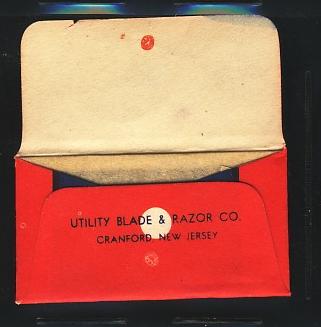 UTILITY BLADE & RAZOR CO.
CRANFORD, NEW JERSEY